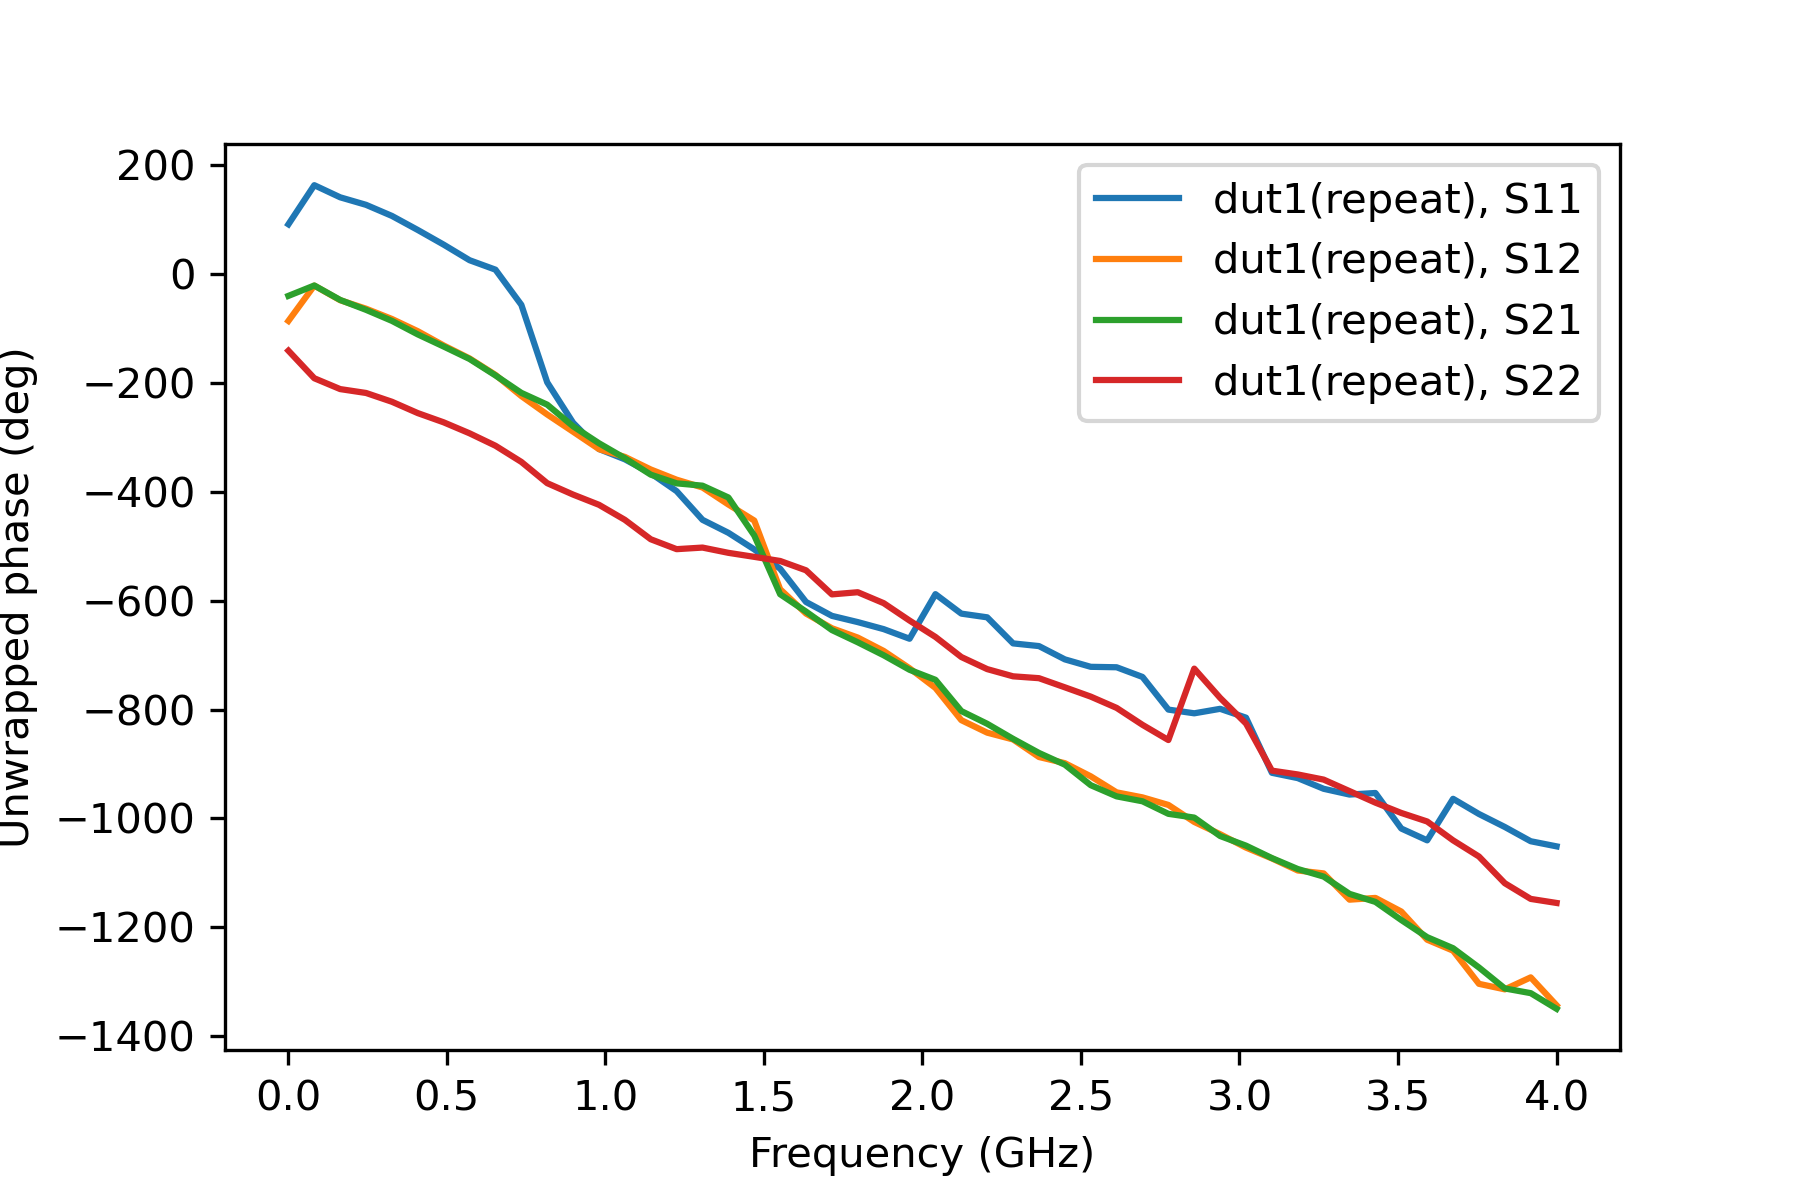 dut1(repeat), S11
dut1(repeat), S12
dut1(repeat), S21
dut1(repeat), S22
Unwrapped phase (deg)
200
0
−200
−400
−600
−800
−1000
−1200
−1400
0.0 0.5 1.0 1.5 2.0 2.5 3.0 3.5 4.0
Frequency (GHz)